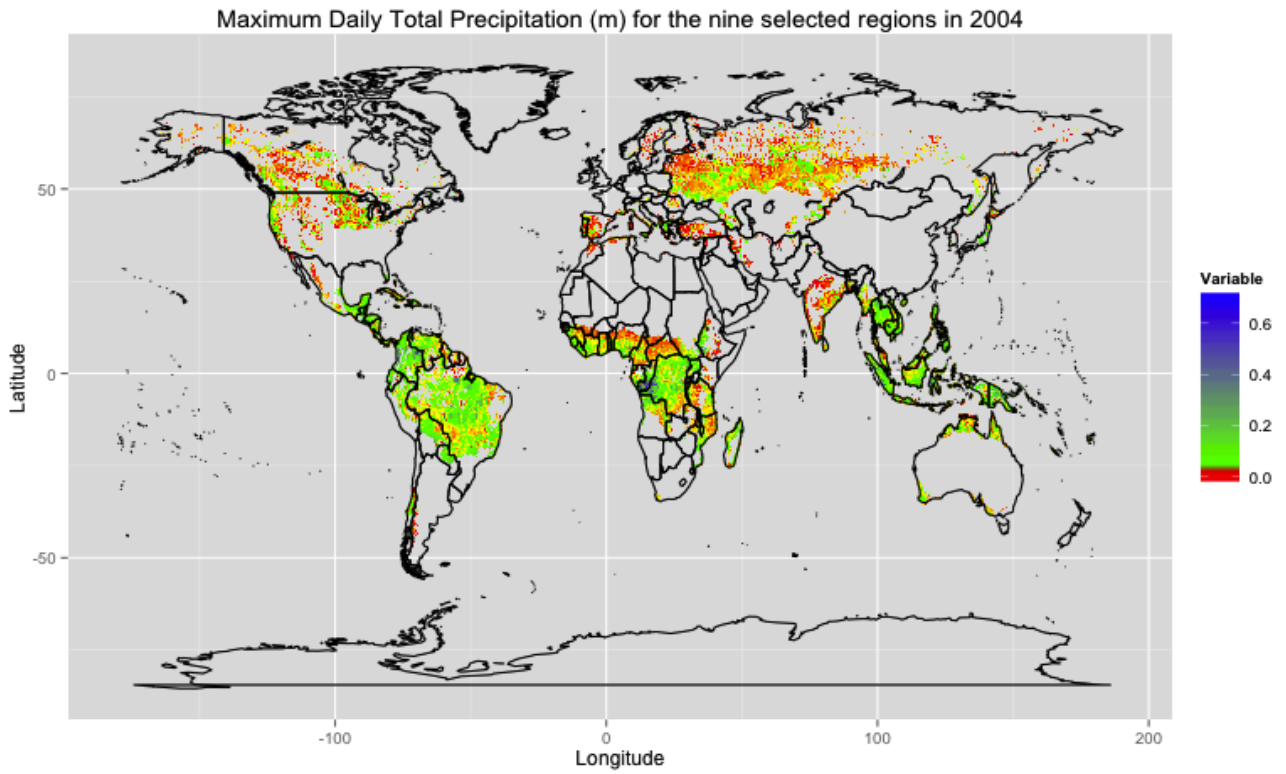 Maximum Daily Total Precipitation (m) for the nine selected regions in 2004
Latitude
50
0
-50
-100
0
100
200
Longitude
Variable
0.6
0.4
0.2
0.0